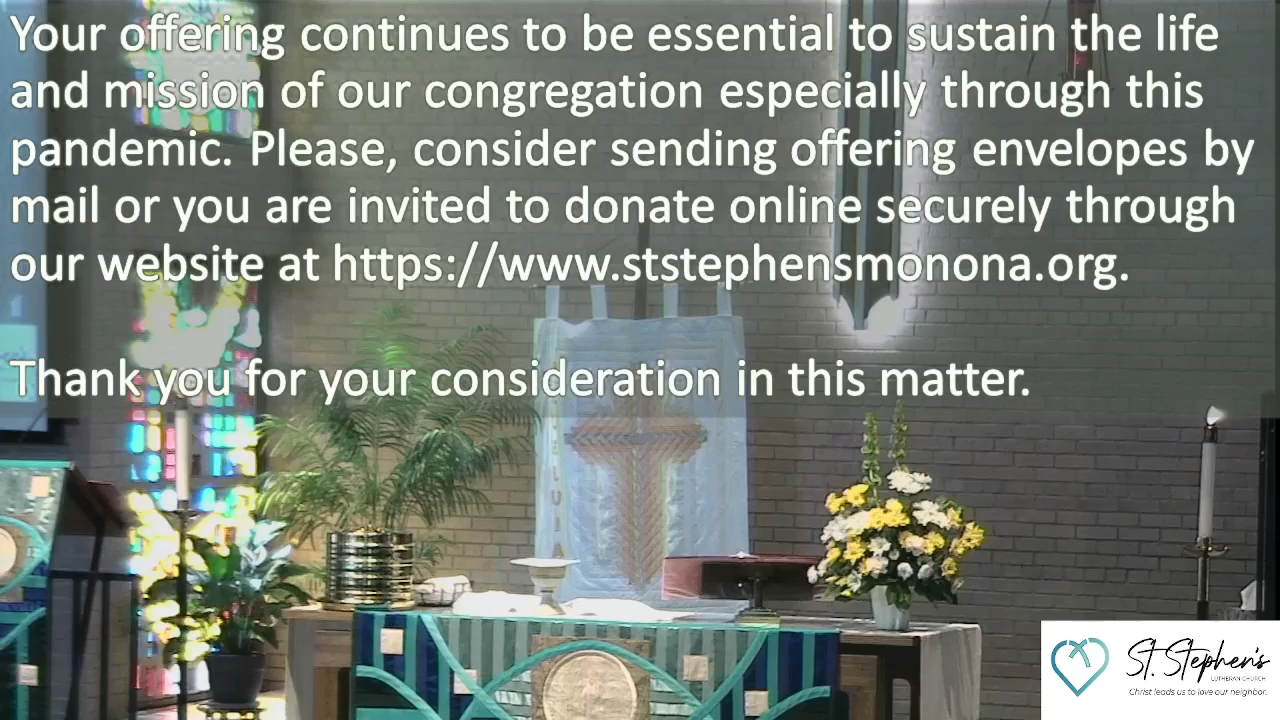 Your offering continues to be essential to sustain the life
and mission of our congregation especially through this
pandemic. Please, consider sending offering envelopes by
mail or you are invited to donate online securely through
our website at https://www.ststephensmonona.org.
Thank you for your consideration in this matter.
St. Stephen's
LUTHERAN CHURCH
Christ leads us to love our neighbor.